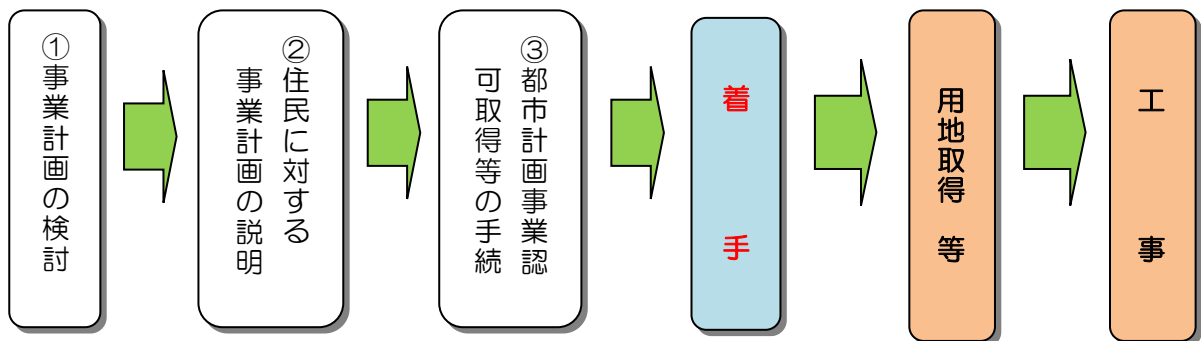 ①事業計画の検討
②住民に対する
事業計画の説明
③都市計画事業認
可取得等の手続
着手
用地取得 等
工事